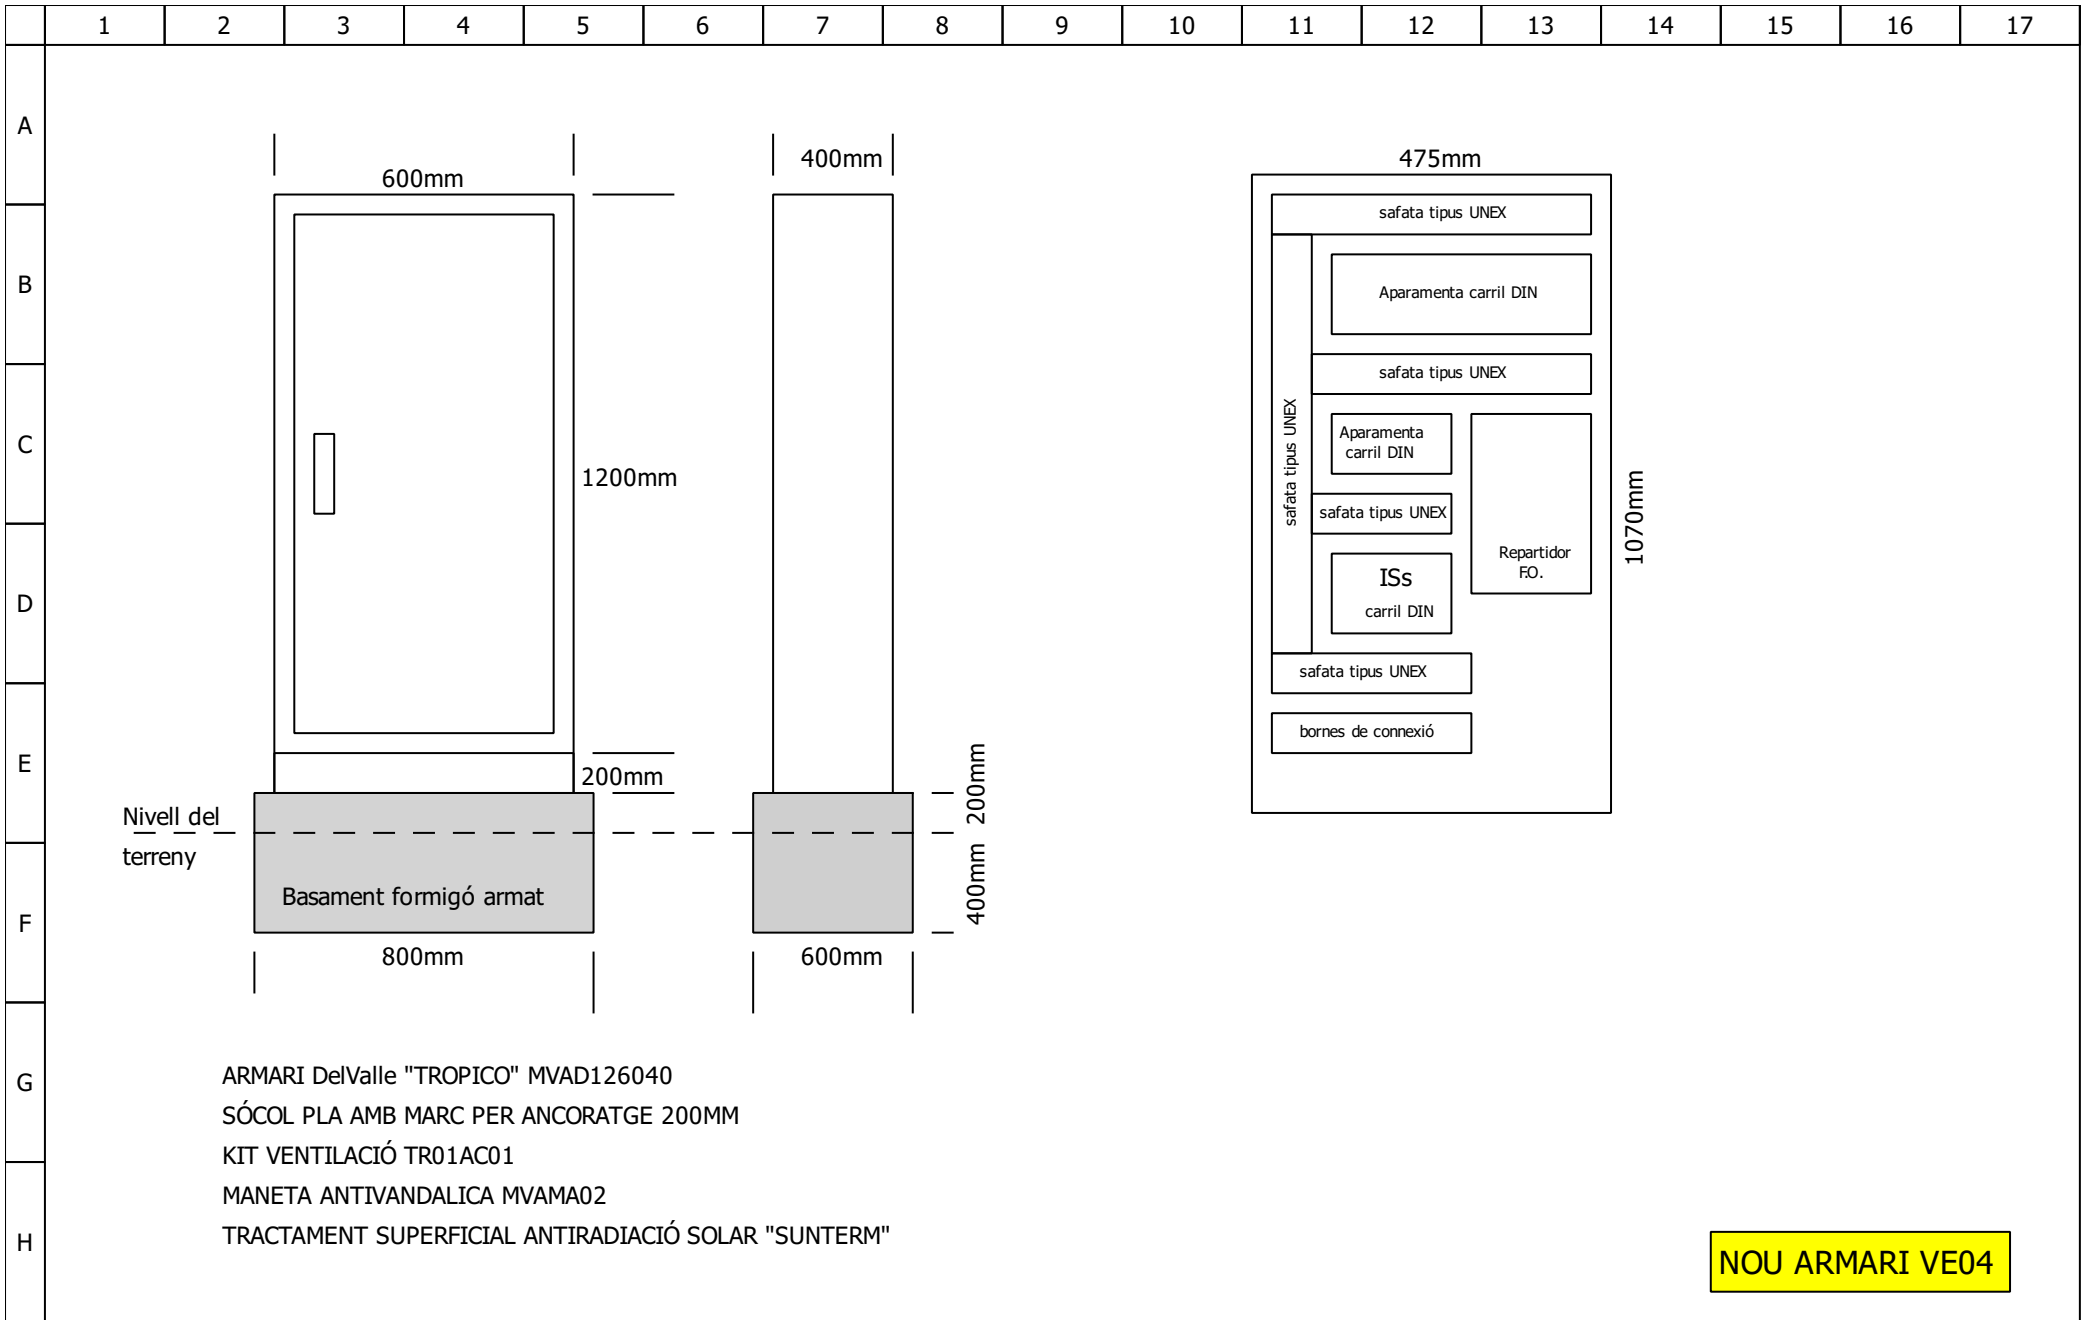 1 2 3 4 5 6 7 8 9 10 11 12 13 14 15 16 17
A
B
C
D
E
F
G
H
600mm
400mm
1200mm
200mm
200mm
400mm
Nivell del
terreny
Basament formigó armat
800mm
600mm
475mm
1070mm
safata tipus UNEX
Aparamenta carril DIN
safata tipus UNEX
safata tipus UNEX
Aparamenta
carril DIN
safata tipus UNEX
Repartidor
F.O.
ISs
carril DIN
safata tipus UNEX
bornes de connexió
ARMARI DelValle "TROPICO" MVAD126040
SÓCOL PLA AMB MARC PER ANCORATGE 200MM
KIT VENTILACIÓ TR01AC01
MANETA ANTIVANDALICA MVAMA02
TRACTAMENT SUPERFICIAL ANTIRADIACIÓ SOLAR "SUNTERM"
NOU ARMARI VE04